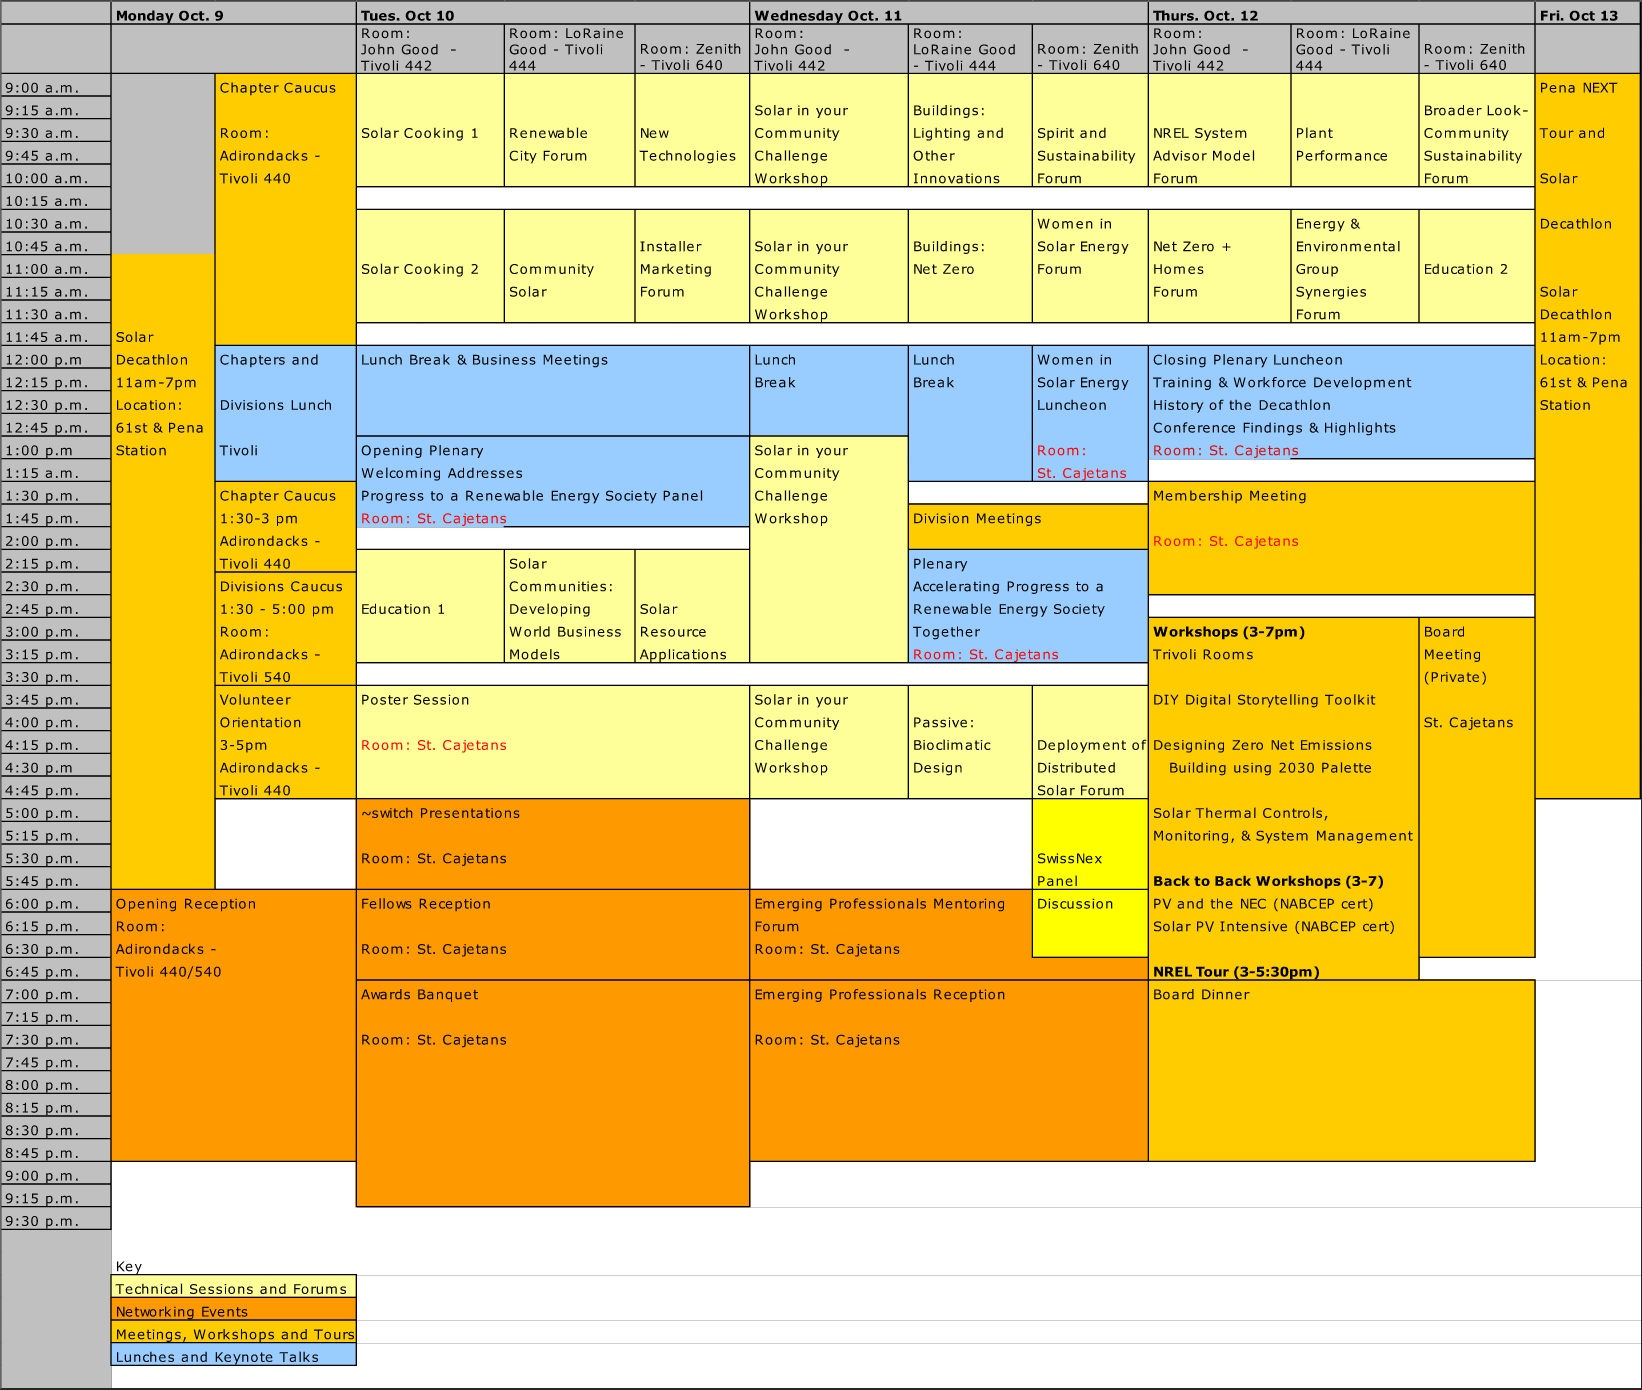 Monday Oct. 9
Tues. Oct 10
Wednesday Oct. 11
Thurs. Oct. 12
Fri. Oct 13
Room:
John Good -
Tivoli 442
Room: LoRaine
Good - Tivoli
444
Room: Zenith
- Tivoli 640
Room:
John Good -
Tivoli 442
Room:
LoRaine Good
- Tivoli 444
Room: Zenith
- Tivoli 640
Room:
John Good -
Tivoli 442
Room: LoRaine
Good - Tivoli
444
Room: Zenith
- Tivoli 640
9:00 a.m.
9:15 a.m.
9:30 a.m.
9:45 a.m.
10:00 a.m.
10:15 a.m.
10:30 a.m.
10:45 a.m.
11:00 a.m.
11:15 a.m.
11:30 a.m.
11:45 a.m.
12:00 p.m
12:15 p.m.
12:30 p.m.
12:45 p.m.
1:00 p.m
1:15 a.m.
1:30 p.m.
1:45 p.m.
2:00 p.m.
2:15 p.m.
2:30 p.m.
2:45 p.m.
3:00 p.m.
3:15 p.m.
3:30 p.m.
3:45 p.m.
4:00 p.m.
4:15 p.m.
4:30 p.m
4:45 p.m.
5:00 p.m.
5:15 p.m.
5:30 p.m.
5:45 p.m.
6:00 p.m.
6:15 p.m.
6:30 p.m.
6:45 p.m.
7:00 p.m.
7:15 p.m.
7:30 p.m.
7:45 p.m.
8:00 p.m.
8:15 p.m.
8:30 p.m.
8:45 p.m.
9:00 p.m.
9:15 p.m.
9:30 p.m.
Solar
Decathlon
11am-7pm
Location:
61st & Pena
Station
Chapter Caucus
Room:
Adirondacks -
Tivoli 440
Chapters and
Divisions Lunch
Tivoli
Chapter Caucus
1:30-3 pm
Adirondacks -
Tivoli 440
Divisions Caucus
1:30 - 5:00 pm
Room:
Adirondacks -
Tivoli 540
Volunteer
Orientation
3-5pm
Adirondacks -
Tivoli 440
Opening Reception
Room:
Adirondacks -
Tivoli 440/540
Solar Cooking 1
Renewable
City Forum
New
Technologies
Solar Cooking 2
Community
Solar
Installer
Marketing
Forum
Lunch Break & Business Meetings
Opening Plenary
Welcoming Addresses
Progress to a Renewable Energy Society Panel
Room: St. Cajetans
Education 1
Solar
Communities:
Developing
World Business
Models
Solar
Resource
Applications
Poster Session
Room: St. Cajetans
~switch Presentations
Room: St. Cajetans
Fellows Reception
Room: St. Cajetans
Awards Banquet
Room: St. Cajetans
Solar in your
Community
Challenge
Workshop
Buildings:
Lighting and
Other
Innovations
Spirit and
Sustainability
Forum
Solar in your
Community
Challenge
Workshop
Buildings:
Net Zero
Women in
Solar Energy
Forum
Lunch
Break
Lunch
Break
Women in
Solar Energy
Luncheon
Room:
St. Cajetans
Solar in your
Community
Challenge
Workshop
Division Meetings
Plenary
Accelerating Progress to a
Renewable Energy Society
Together
Room: St. Cajetans
Solar in your
Community
Challenge
Workshop
Passive:
Bioclimatic
Design
Deployment of
Distributed
Solar Forum
SwissNex
Panel
Discussion
Emerging Professionals Mentoring
Forum
Room: St. Cajetans
Emerging Professionals Reception
Room: St. Cajetans
NREL System
Advisor Model
Forum
Plant
Performance
Broader Look-
Community
Sustainability
Forum
Net Zero +
Homes
Forum
Energy &
Environmental
Group
Synergies
Forum
Education 2
Closing Plenary Luncheon
Training & Workforce Development
History of the Decathlon
Conference Findings & Highlights
Room: St. Cajetans
Membership Meeting
Room: St. Cajetans
Workshops (3-7pm)
Trivoli Rooms
DIY Digital Storytelling Toolkit
Designing Zero Net Emissions
Building using 2030 Palette
Solar Thermal Controls,
Monitoring, & System Management
Back to Back Workshops (3-7)
PV and the NEC (NABCEP cert)
Solar PV Intensive (NABCEP cert)
NREL Tour (3-5:30pm)
Board
Meeting
(Private)
St. Cajetans
Board Dinner
Pena NEXT
Tour and
Solar
Decathlon
Solar
Decathlon
11am-7pm
Location:
61st & Pena
Station
Key
Technical Sessions and Forums
Networking Events
Meetings, Workshops and Tours
Lunches and Keynote Talks